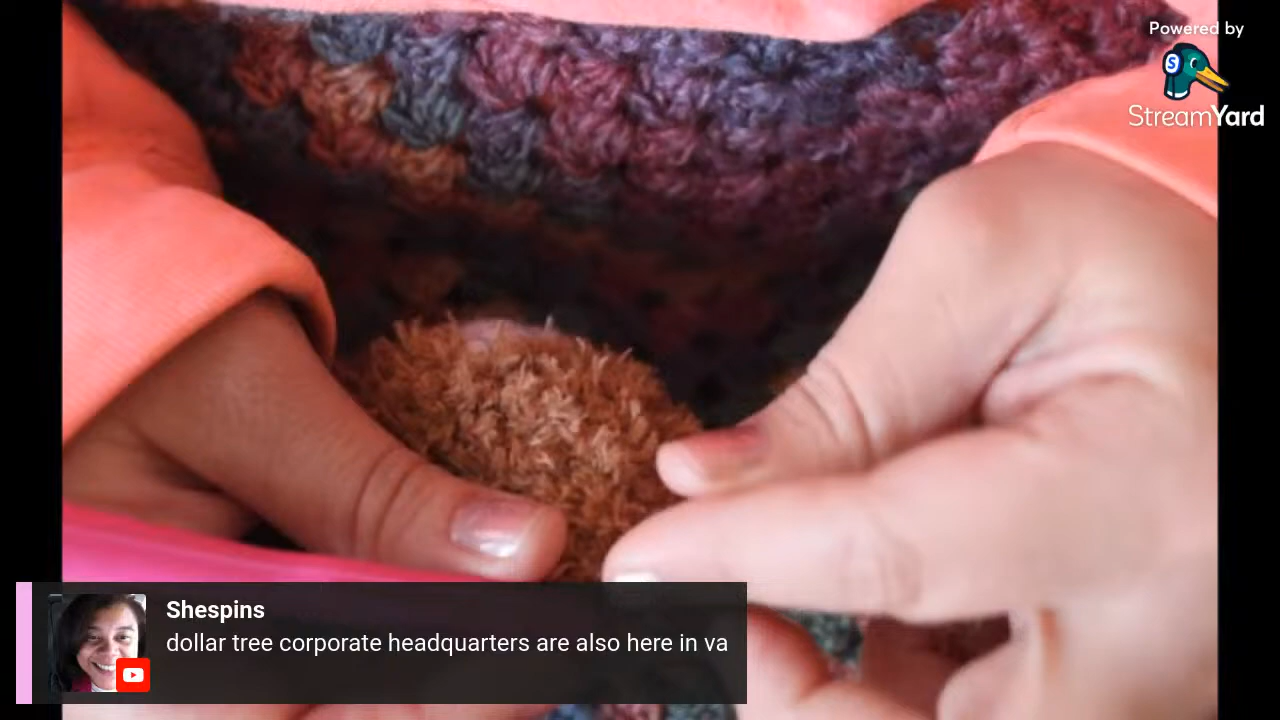 Powered by
StreamYard
Shespins
dollar tree corporate headquarters are also here in va